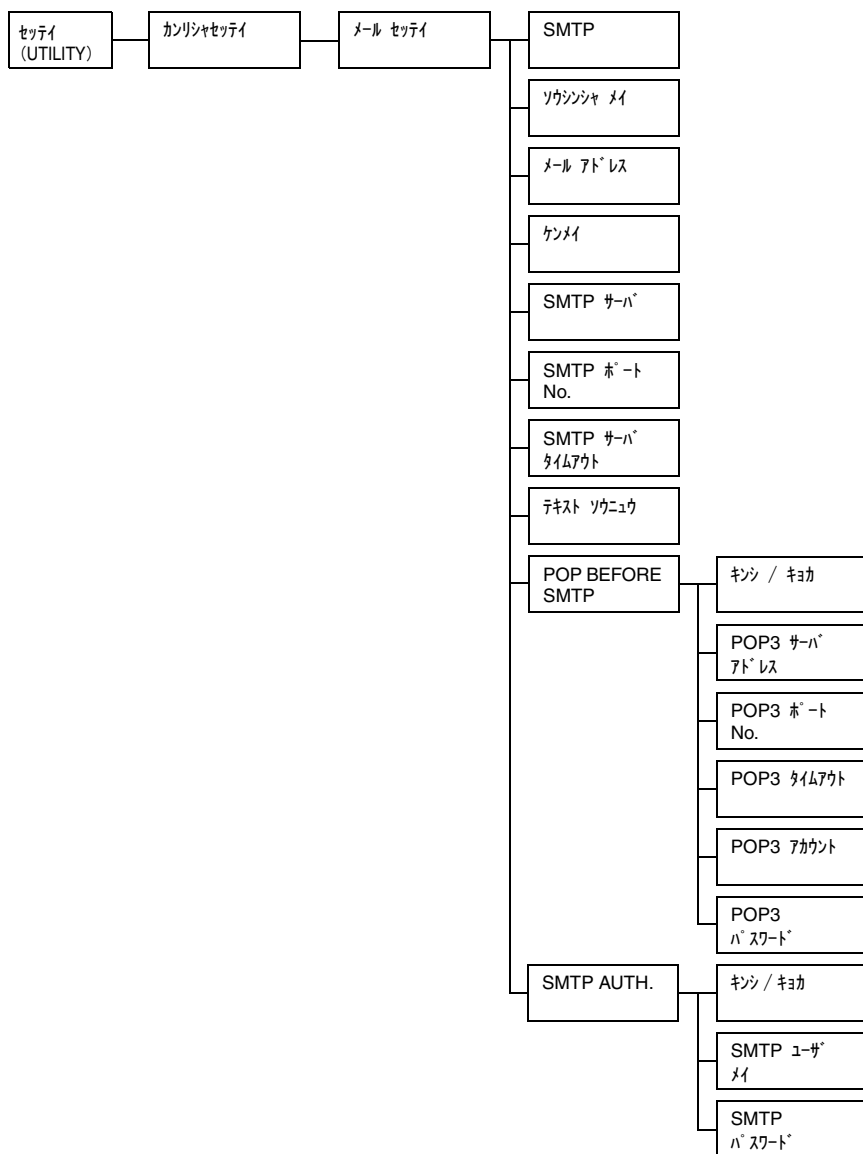 ｾｯﾃｲ
(UTILITY)
ｶﾝﾘｼｬｾｯﾃｲ
ﾒｰﾙ ｾｯﾃｲ
SMTP
ｿｳｼﾝｼｬ ﾒｲ
ﾒｰﾙ ｱﾄﾞﾚｽ
ｹﾝﾒｲ
SMTP ｻｰﾊﾞ
SMTP ﾎﾟｰﾄ
No.
SMTP ｻｰﾊﾞ
ﾀｲﾑｱｳﾄ
ﾃｷｽﾄ ｿｳﾆｭｳ
POP BEFORE
SMTP
ｷﾝｼ / ｷｮｶ
POP3 ｻｰﾊﾞ
ｱﾄﾞﾚｽ
POP3 ﾎﾟｰﾄ
No.
POP3 ﾀｲﾑｱｳﾄ
POP3 ｱｶｳﾝﾄ
POP3
ﾊﾟｽﾜｰﾄﾞ
SMTP AUTH.
ｷﾝｼ / ｷｮｶ
SMTP ﾕｰｻﾞ
ﾒｲ
SMTP
ﾊﾟｽﾜｰﾄﾞ